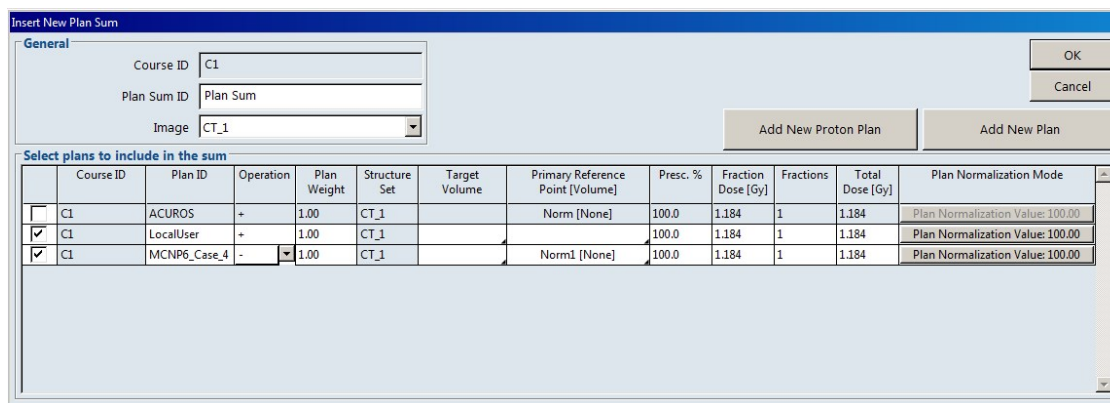 Insert New Plan Sum
General
Course ID C1
Plan Sum ID Plan Sum
Image CT_1
OK
Cancel
Add New Proton Plan Add New Plan
Select plans to include in the sum
Course ID Plan ID Operation Plan Weight Structure Set Target Volume Primary Reference Point [Volume] Presc. % Fraction Dose [Gy] Fractions Total Dose [Gy] Plan Normalization Mode
C1 ACUROS + 1.00 CT_1 Norm [None] 100.0 1.184 1 1.184 Plan Normalization Value: 100.00
C1 LocalUser + 1.00 CT_1 100.0 1.184 1 1.184 Plan Normalization Value: 100.00
C1 MCNP6_Case_4 - 1.00 CT_1 Norm1 [None] 100.0 1.184 1 1.184 Plan Normalization Value: 100.00